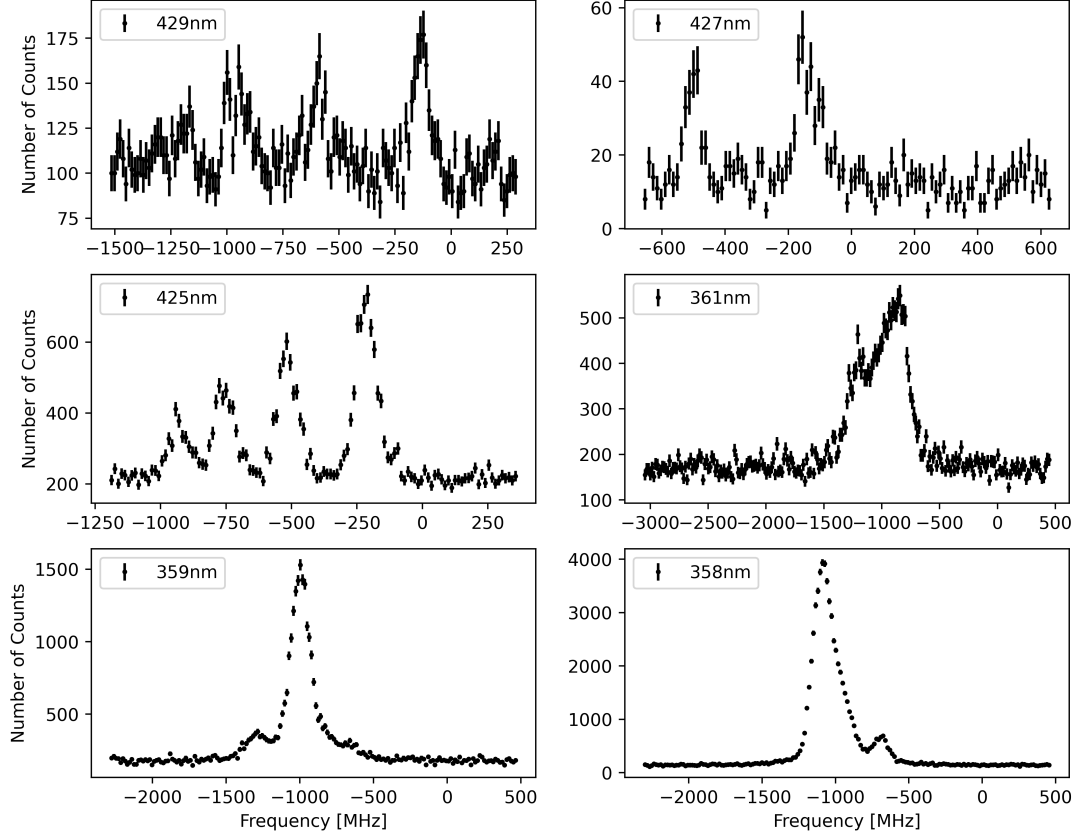 429nm
175
150
125
100
75
Number of Counts
−1500 −1250 −1000 −750 −500 −250 0 250
427nm
60
40
20
0
−600 −400 −200 0 200 400 600
425nm
600
400
200
Number of Counts
−1250 −1000 −750 −500 −250 0 250
361nm
500
400
300
200
100
−3000 −2500 −2000 −1500 −1000 −500 0 500
359nm
1500
1000
500
Number of Counts
−2000 −1500 −1000 −500 0 500
Frequency [MHz]
358nm
4000
3000
2000
1000
0
−2000 −1500 −1000 −500 0 500
Frequency [MHz]